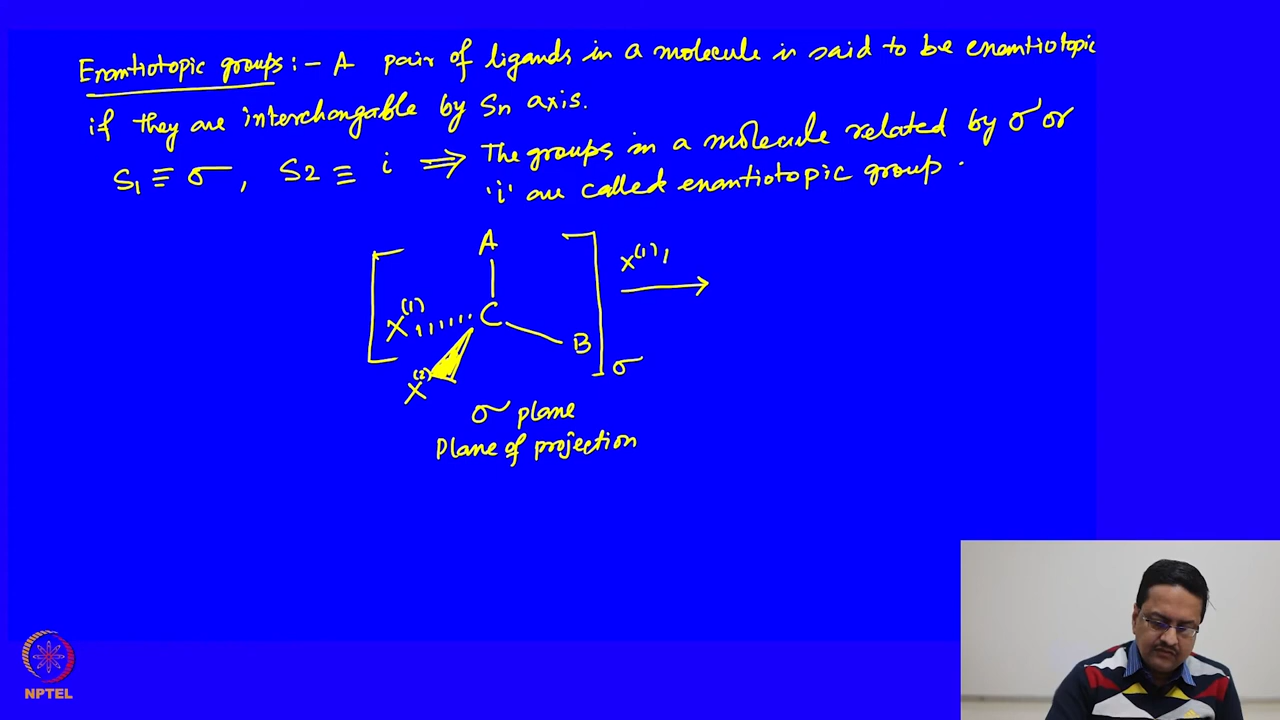 Enantiotopic groups:- A pair of ligands in a molecule is said to be enantiotopic
if they are interchangable by Sn axis.
S1 ≡ σ, S2 ≡ i ⇒ The groups in a molecule related by σ or
'i' are called enantiotopic group.
A
X(1)
C
B
X(2)
σ
X(1),
σ plane
Plane of projection
NPTEL